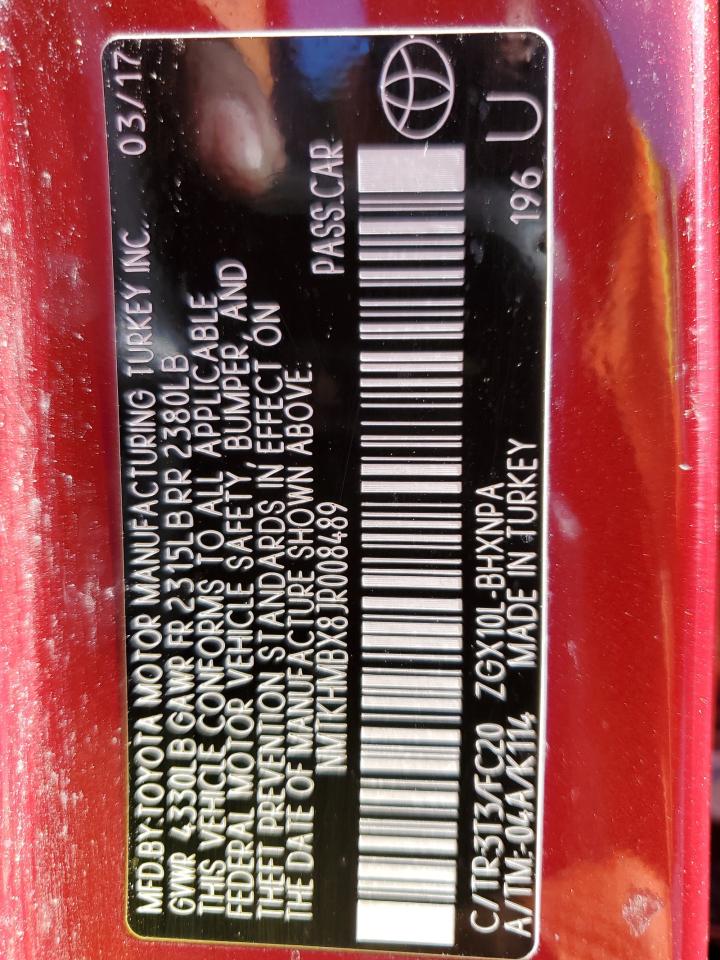 MFD.BY:TOYOTA MOTOR MANUFACTURING TURKEY INC. 03/17
GVWR 4330LB GAWR FR 2315LB RR 2380LB
THIS VEHICLE CONFORMS TO ALL APPLICABLE
FEDERAL MOTOR VEHICLE SAFETY, BUMPER, AND
THEFT PREVENTION STANDARDS IN EFFECT ON
THE DATE OF MANUFACTURE SHOWN ABOVE.
NMTKHMBX8JR008489 PASS.CAR
C/TR:3T3/FC20 ZGX10L-BHXNPA
A/TM:-04A/K114 MADE IN TURKEY 196 U